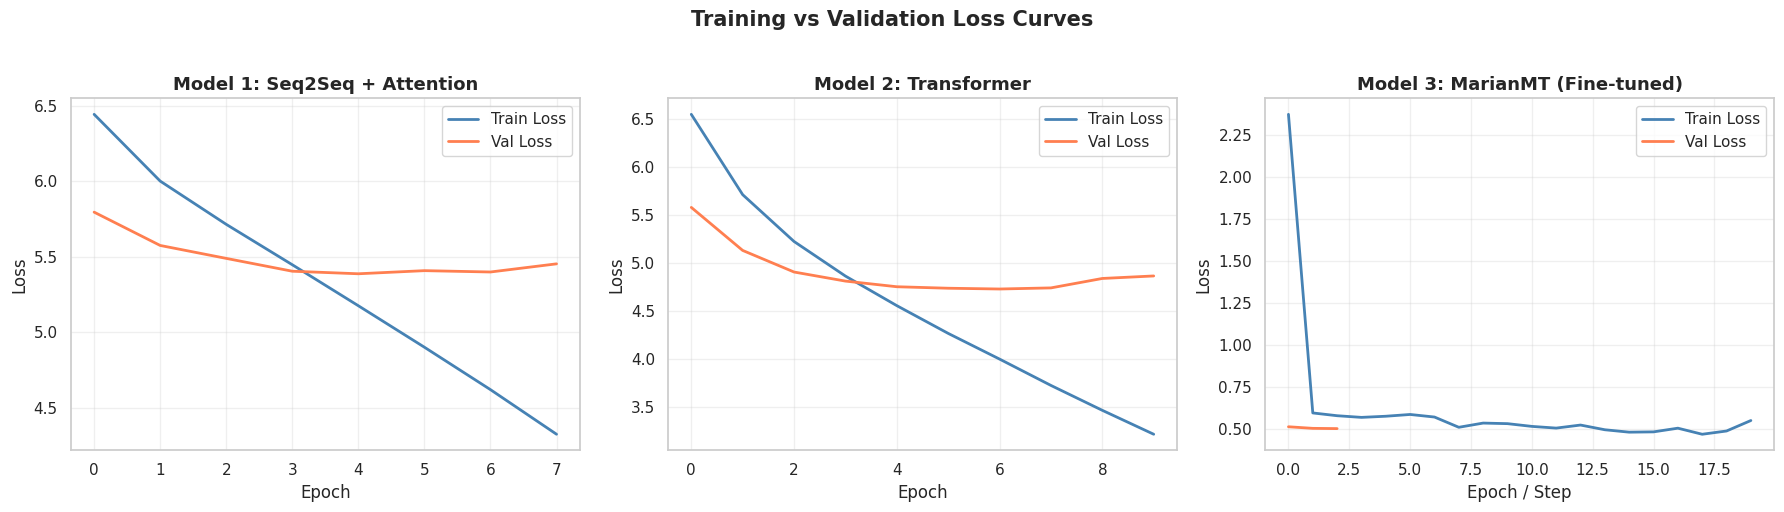 Training vs Validation Loss Curves
Model 1: Seq2Seq + Attention
Train Loss
Val Loss
6.5
6.0
5.5
5.0
4.5
Loss
0 1 2 3 4 5 6 7
Epoch
Model 2: Transformer
Train Loss
Val Loss
6.5
6.0
5.5
5.0
4.5
4.0
3.5
Loss
0 2 4 6 8
Epoch
Model 3: MarianMT (Fine-tuned)
Train Loss
Val Loss
2.25
2.00
1.75
1.50
1.25
1.00
0.75
0.50
Loss
0.0 2.5 5.0 7.5 10.0 12.5 15.0 17.5
Epoch / Step